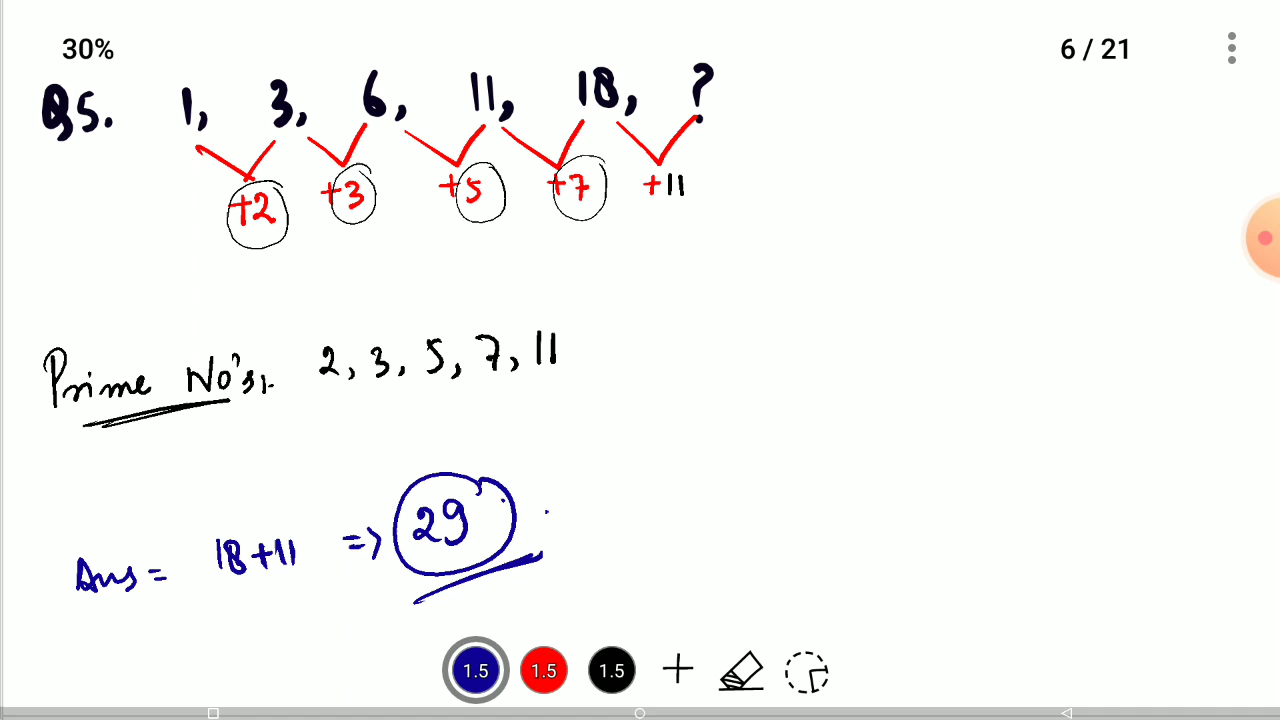 30%
6 / 21
Q5. 1, 3, 6, 11, 18, ?
+2 +3 +5 +7 +11
Prime No's:- 2, 3, 5, 7, 11
Ans = 18+11 => 29
1.5 1.5 1.5